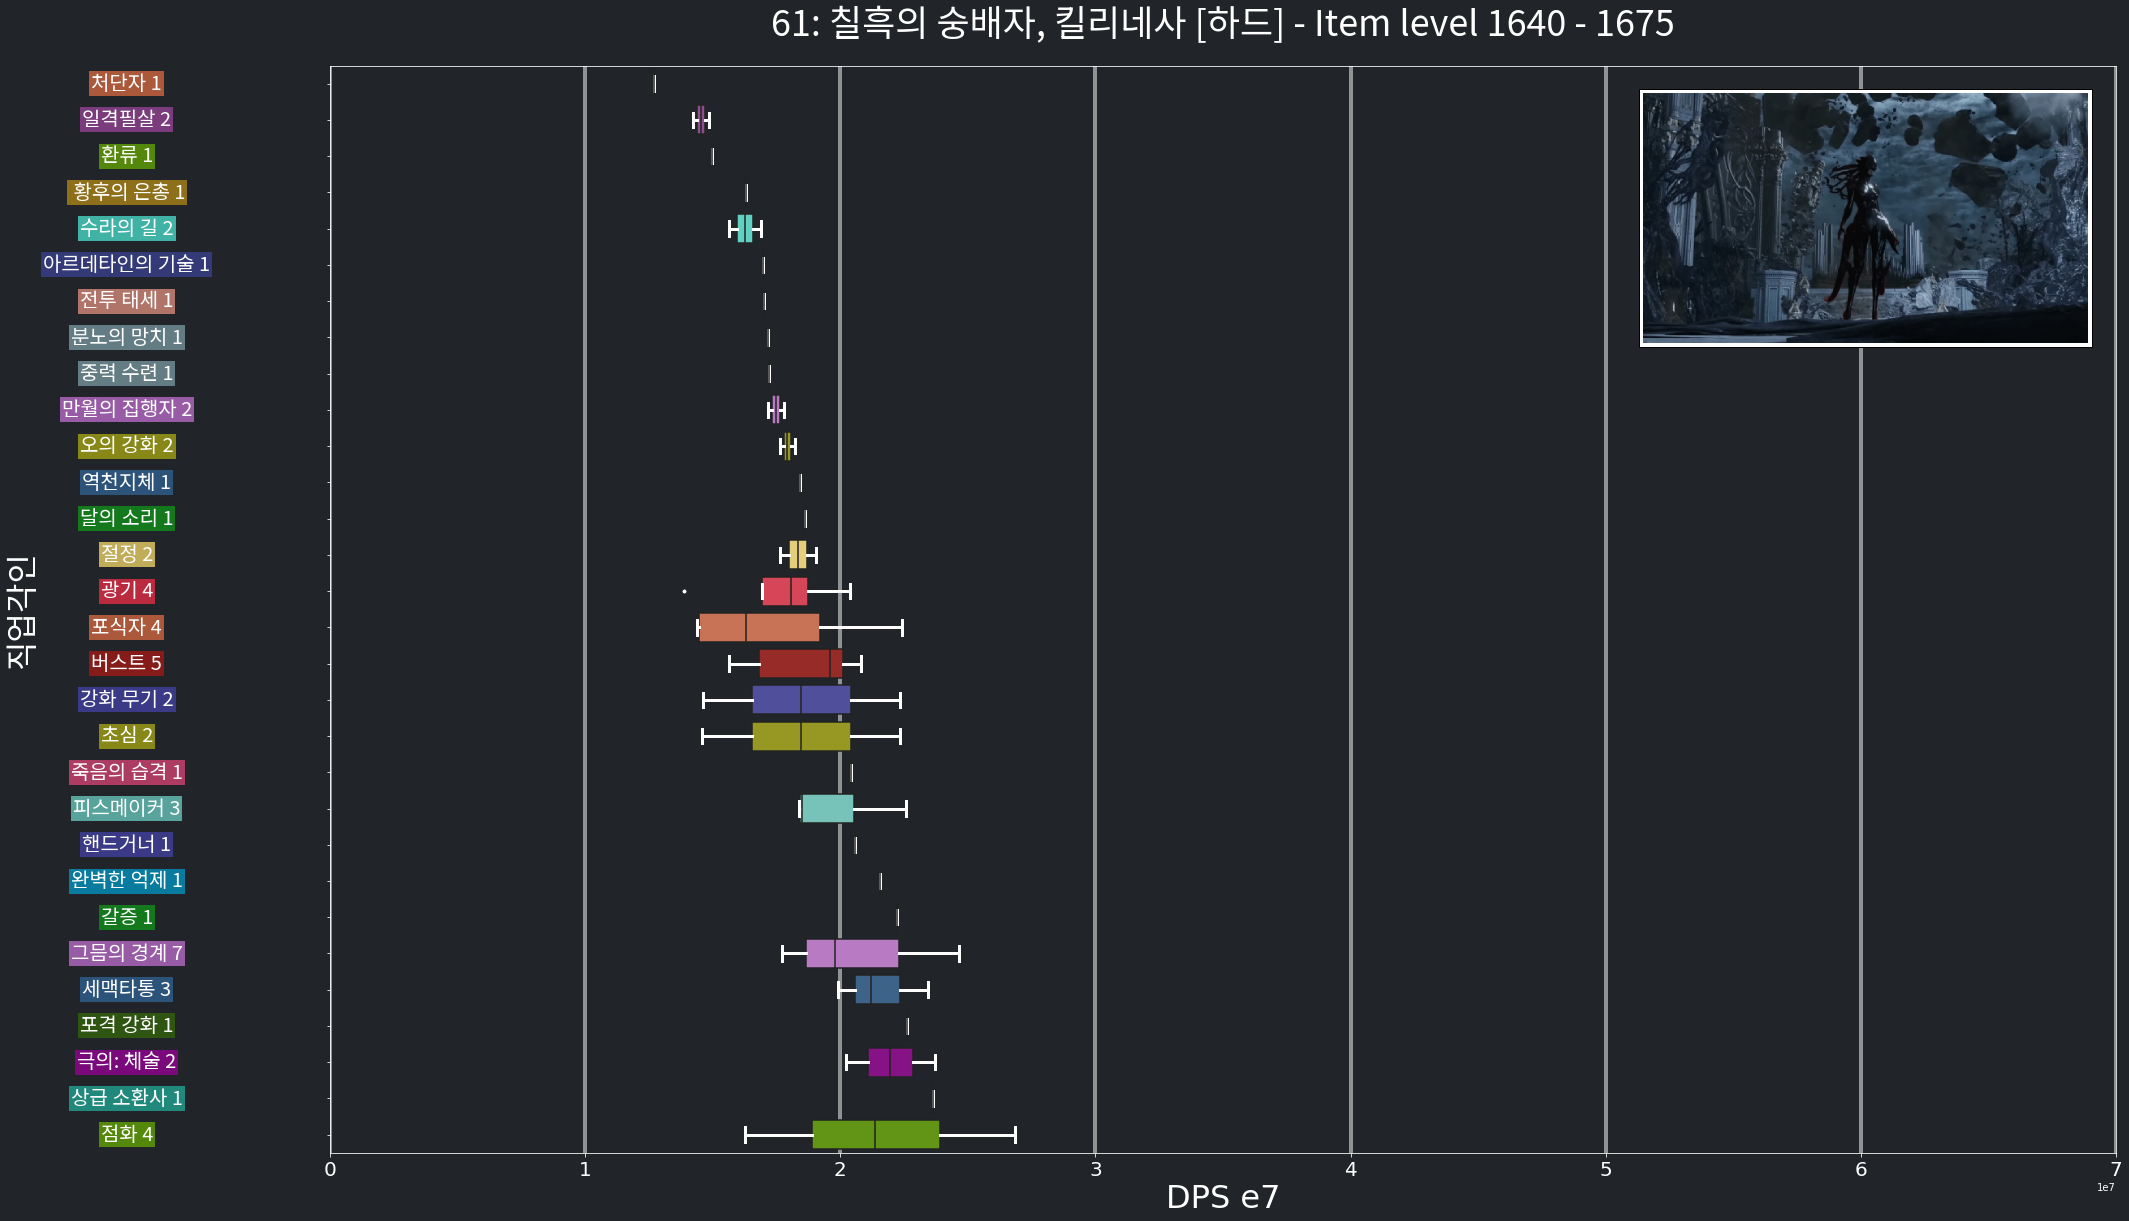 61: 칠흑의 숭배자, 킬리네사 [하드] - Item level 1640 - 1675
처단자 1
일격필살 2
환류 1
황후의 은총 1
수라의 길 2
아르데타인의 기술 1
전투 태세 1
분노의 망치 1
중력 수련 1
만월의 집행자 2
오의 강화 2
역천지체 1
달의 소리 1
절정 2
광기 4
포식자 4
버스트 5
강화 무기 2
초심 2
죽음의 습격 1
피스메이커 3
핸드거너 1
완벽한 억제 1
갈증 1
그믐의 경계 7
세맥타통 3
포격 강화 1
극의: 체술 2
상급 소환사 1
점화 4
직업각인
0 1 2 3 4 5 6 7
1e7
DPS e7